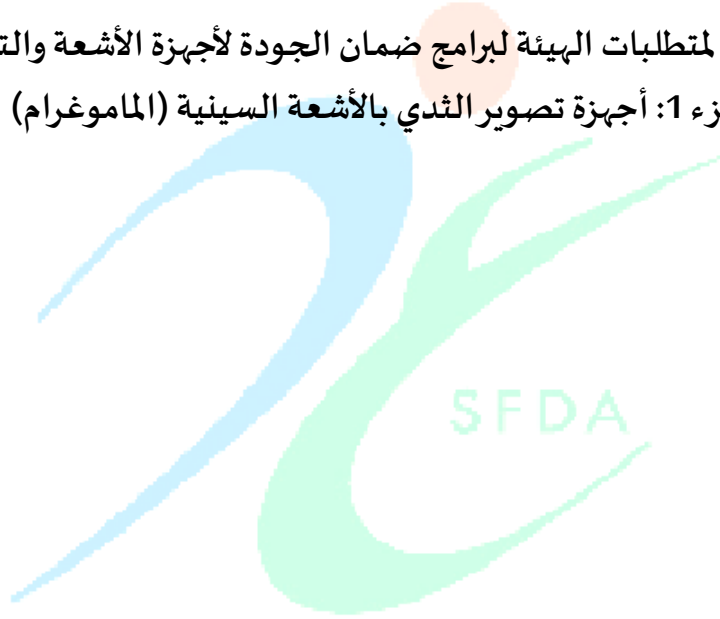 لمتطلبات الهيئة لبرامج ضمان الجودة لأجهزة الأشعة والت
زء 1: أجهزة تصوير الثدي بالأشعة السينية (الماموغرام)
SFDA